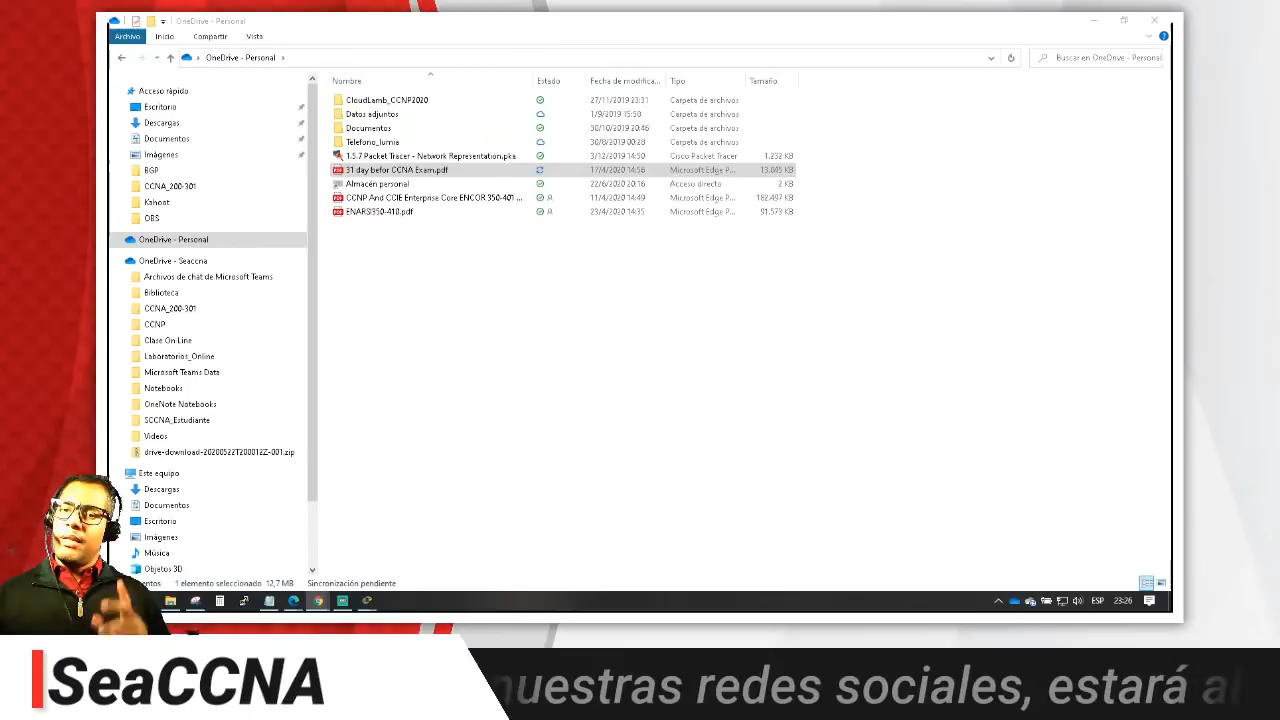 OneDrive - Personal
Archivo Inicio Compartir Vista
OneDrive - Personal
Buscar en OneDrive - Personal
Nombre Estado Fecha de modifica... Tipo Tamaño
CloudLamb_CCNP2020 27/11/2019 23:31 Carpeta de archivos
Datos adjuntos 1/9/2019 15:58 Carpeta de archivos
Documentos 30/10/2019 20:46 Carpeta de archivos
Telefono_lumia 30/8/2019 00:28 Carpeta de archivos
1.5.7 Packet Tracer - Network Representation.pka 3/12/2019 14:50 Cisco Packet Tracer 1.232 KB
31 day befor CCNA Exam.pdf 17/4/2020 14:56 Microsoft Edge P... 13.045 KB
Almacén personal 22/6/2020 20:16 Acceso directo 2 KB
CCNP And CCIE Enterprise Core ENCOR 350-401 ... 11/4/2020 14:49 Microsoft Edge P... 182.497 KB
ENARSI350-410.pdf 23/4/2020 14:35 Microsoft Edge P... 91.573 KB
Acceso rápido
Escritorio
Descargas
Documentos
Imágenes
BGP
CCNA_200-301
Kahoot
OBS
OneDrive - Personal
OneDrive - Seaccna
Archivos de chat de Microsoft Teams
Biblioteca
CCNA_200-301
CCNP
Clase On Line
Laboratorios_Online
Microsoft Teams Data
Notebooks
OneNote Notebooks
SCCNA_Estudiante
Videos
drive-download-20200522T200012Z-001.zip
Este equipo
Descargas
Documentos
Escritorio
Imágenes
Música
Objetos 3D
entos 1 elemento seleccionado 12,7 MB Sincronización pendiente
ESP 23:26
SeaCCNA
nuestras redes sociales, estará al